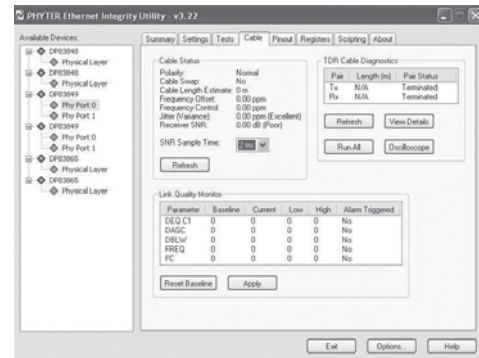 PHYTER Ethernet Integrity Utility - v3.22
Available Devices:
DP83848
Physical Layer
DP83848
Physical Layer
DP83849
Phy Port 0
Phy Port 1
DP83849
Phy Port 0
Phy Port 1
DP83865
Physical Layer
DP83865
Physical Layer
Summary Settings Tests Cable Pinout Registers Scripting About
Cable Status
Polarity: Normal
Cable Swap: No
Cable Length Estimate: 0 m
Frequency Offset: 0.00 ppm
Frequency Control: 0.00 ppm
Jitter (Variance): 0.00 ppm (Excellent)
Receiver SNR: 0.00 dB (Poor)
SNR Sample Time: 2 ms
Refresh
TDR Cable Diagnostics
Pair Length (m) Pair Status
Tx N/A Terminated
Rx N/A Terminated
Refresh View Details
Run All Oscilloscope
Link Quality Monitor
Parameter Baseline Current Low High Alarm Triggered
DEQ C1 0 0 0 0 No
DAGC 0 0 0 0 No
DBLW 0 0 0 0 No
FREQ 0 0 0 0 No
FC 0 0 0 0 No
Reset Baseline Apply
Exit Options... Help